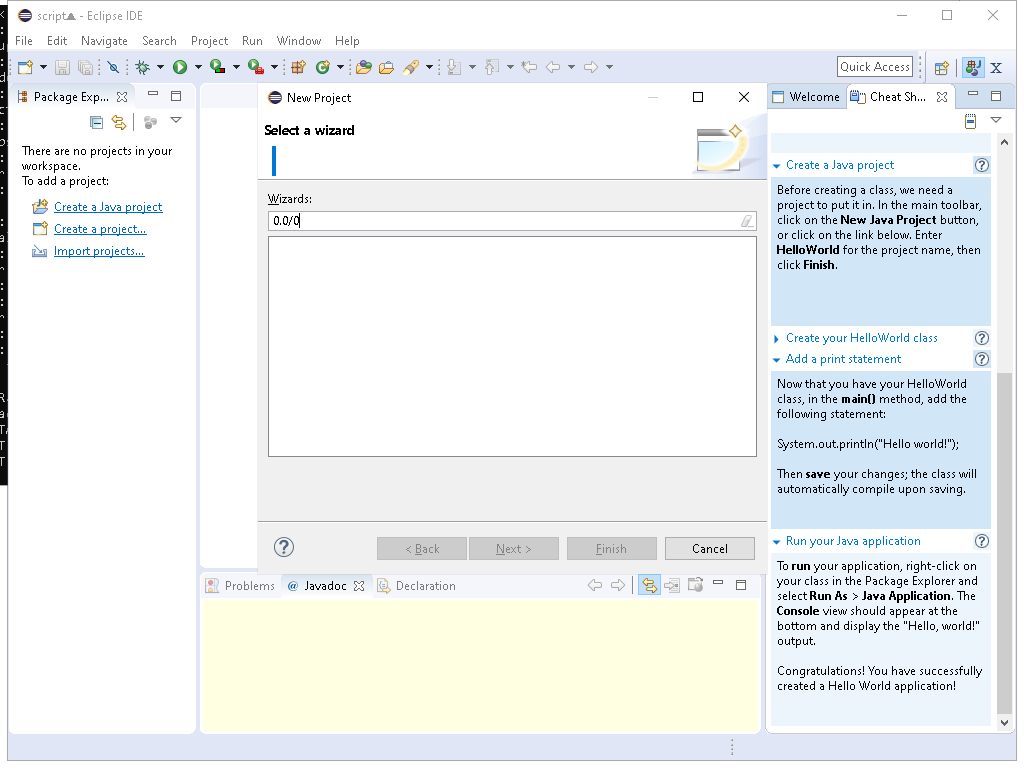 script▲ - Eclipse IDE
File Edit Navigate Search Project Run Window Help
Quick Access
Package Exp...
There are no projects in your
workspace.
To add a project:
Create a Java project
Create a project...
Import projects...
New Project
Select a wizard
Wizards:
0.0/0
< Back
Next >
Finish
Cancel
Problems
@ Javadoc
Declaration
Welcome
Cheat Sh...
Create a Java project
Before creating a class, we need a
project to put it in. In the main toolbar,
click on the New Java Project button,
or click on the link below. Enter
HelloWorld for the project name, then
click Finish.
Create your HelloWorld class
Add a print statement
Now that you have your HelloWorld
class, in the main() method, add the
following statement:
System.out.println("Hello world!");
Then save your changes; the class will
automatically compile upon saving.
Run your Java application
To run your application, right-click on
your class in the Package Explorer and
select Run As > Java Application. The
Console view should appear at the
bottom and display the "Hello, world!"
output.
Congratulations! You have successfully
created a Hello World application!